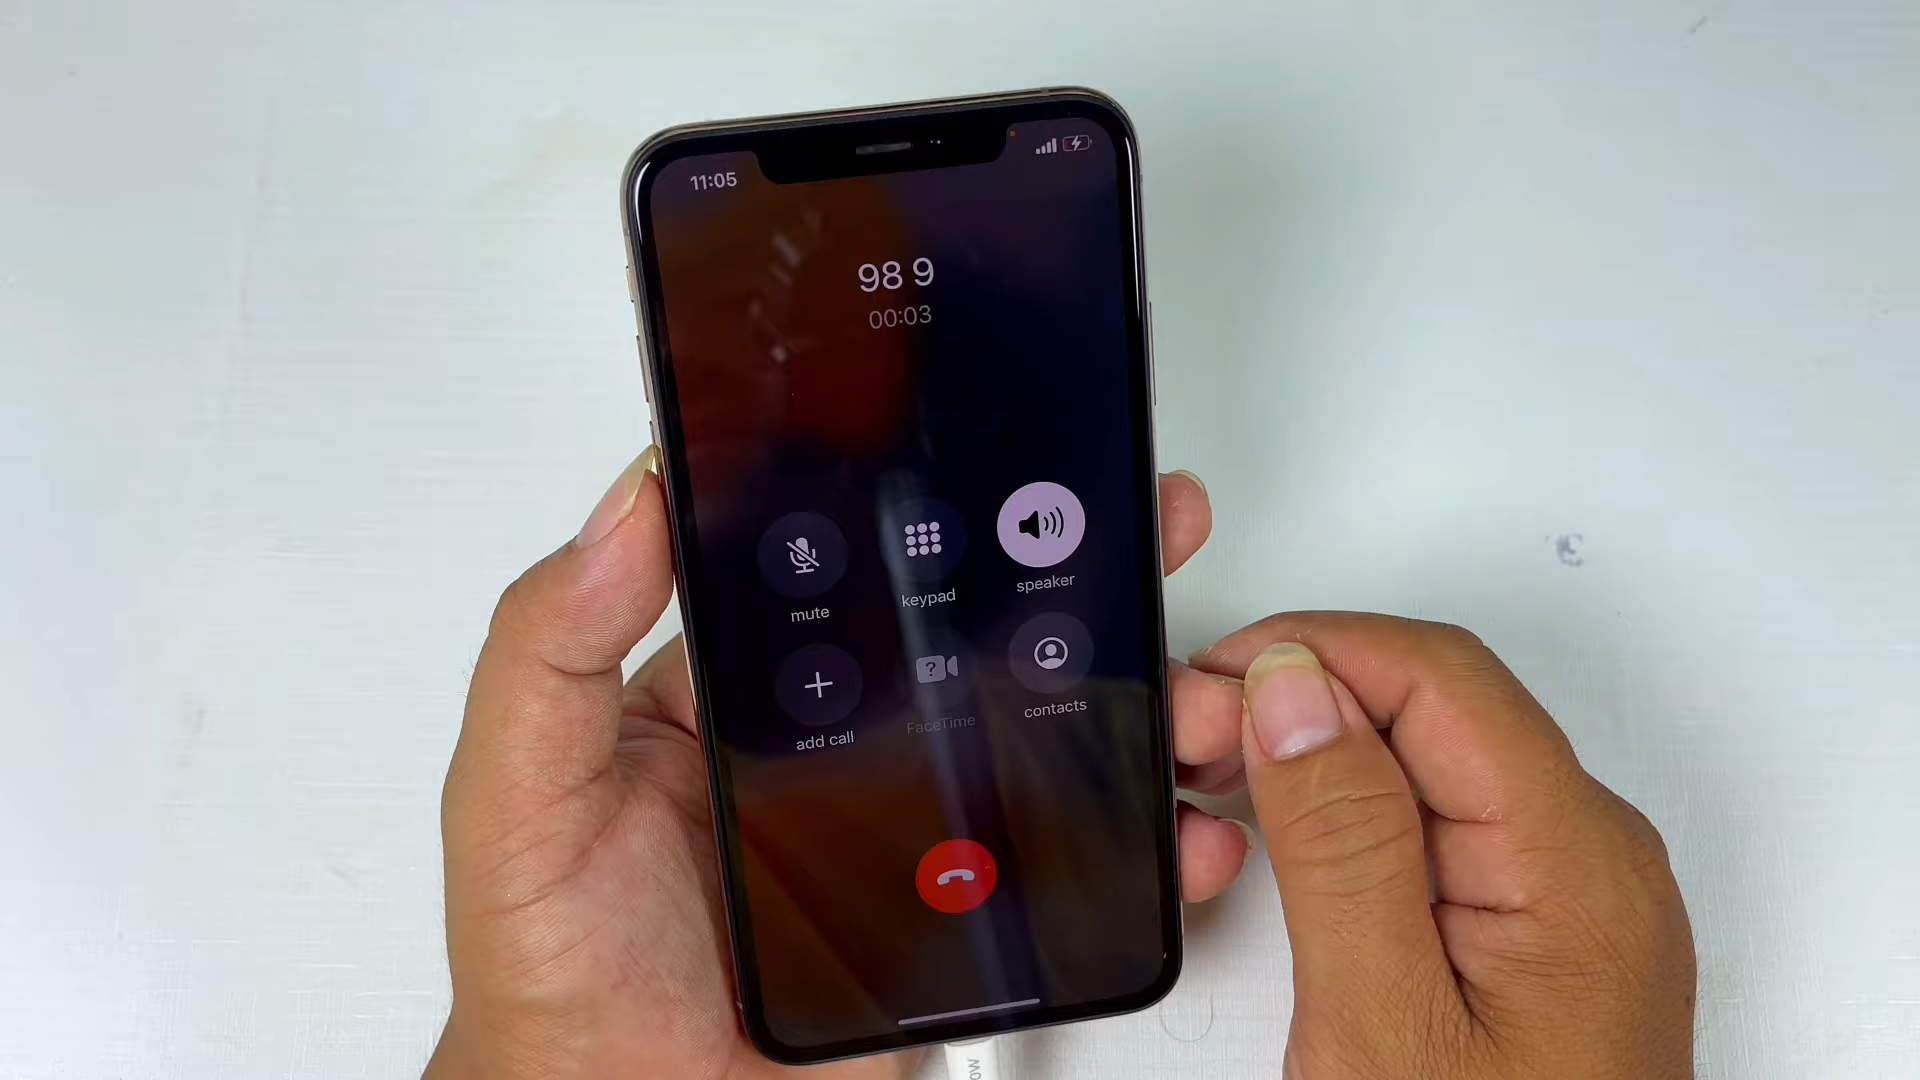 11:05
98 9
00:03
mute
keypad
speaker
add call
FaceTime
contacts